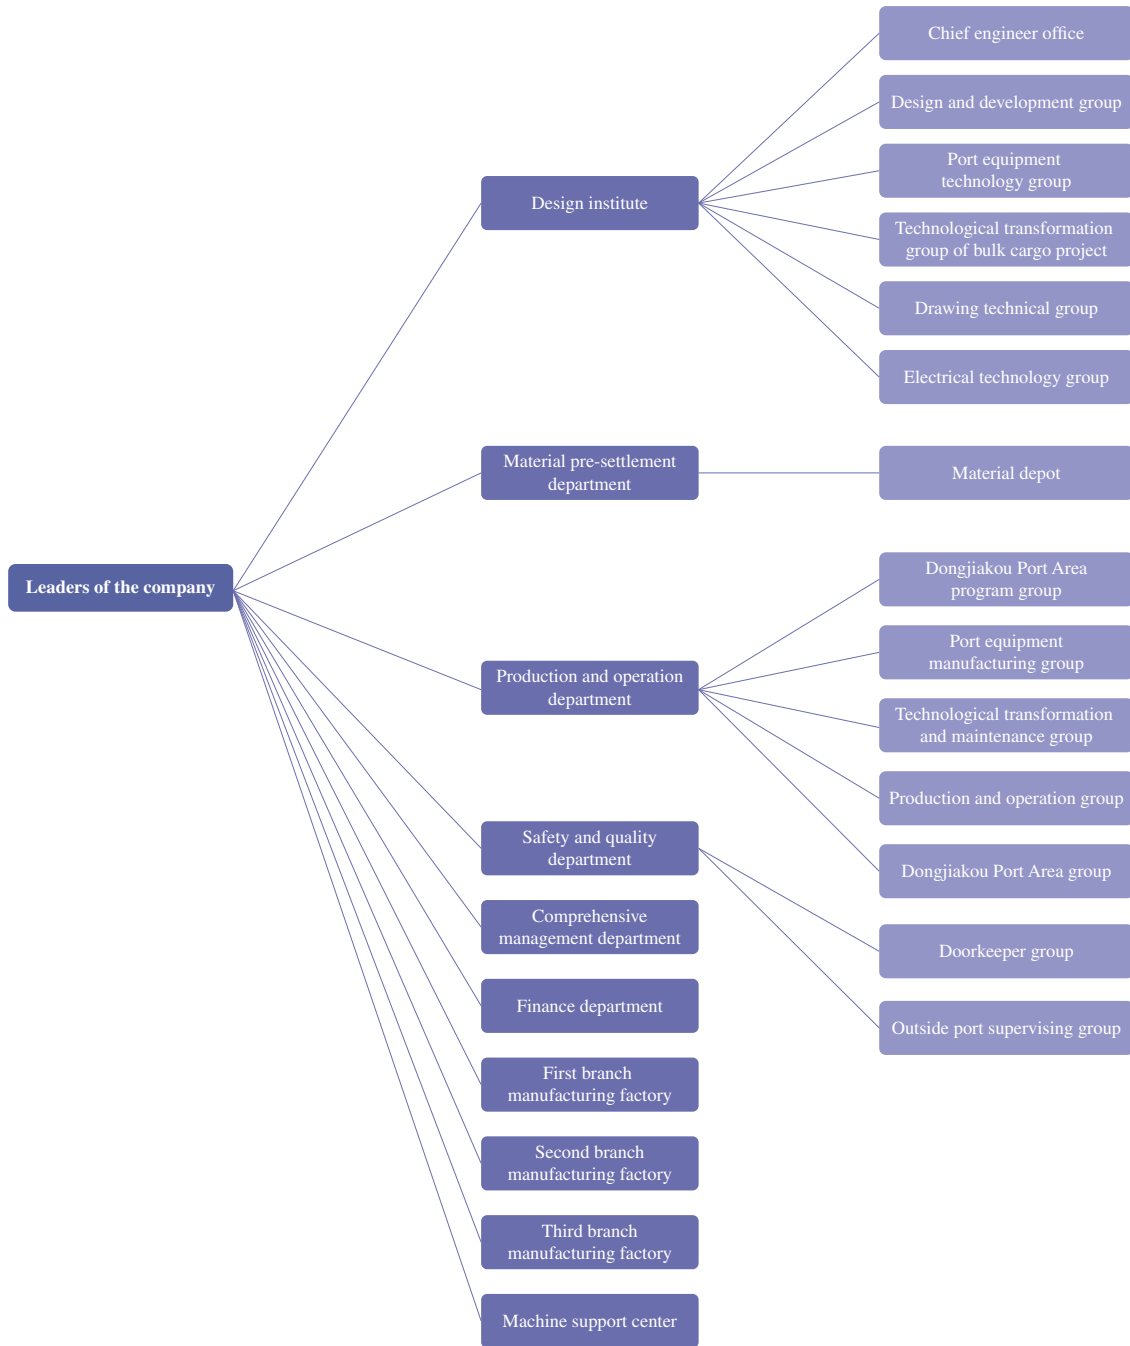 Leaders of the company
Design institute
Material pre-settlement
department
Production and operation
department
Safety and quality
department
Comprehensive
management department
Finance department
First branch
manufacturing factory
Second branch
manufacturing factory
Third branch
manufacturing factory
Machine support center
Chief engineer office
Design and development group
Port equipment
technology group
Technological transformation
group of bulk cargo project
Drawing technical group
Electrical technology group
Material depot
Dongjiakou Port Area
program group
Port equipment
manufacturing group
Technological transformation
and maintenance group
Production and operation group
Dongjiakou Port Area group
Doorkeeper group
Outside port supervising group